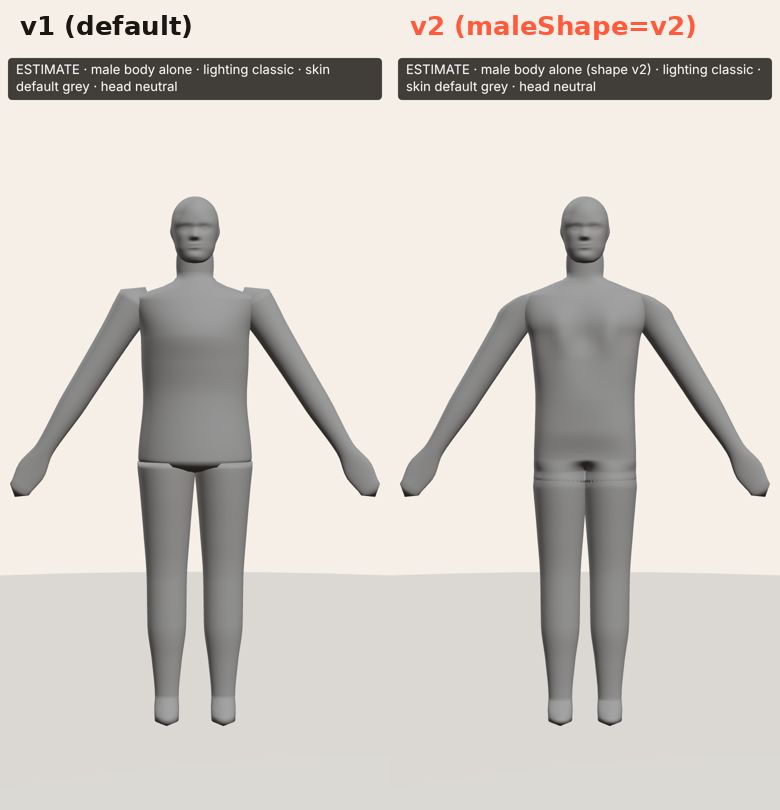 v1 (default)
ESTIMATE · male body alone · lighting classic · skin
default grey · head neutral
v2 (maleShape=v2)
ESTIMATE · male body alone (shape v2) · lighting classic ·
skin default grey · head neutral